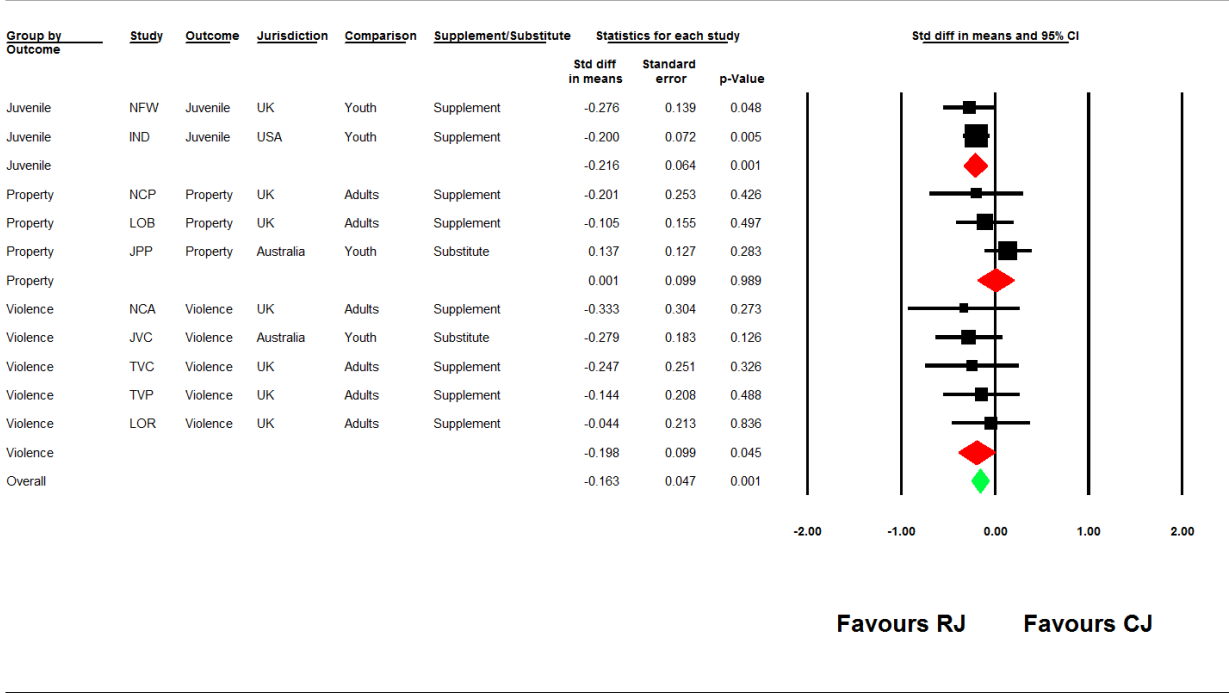 Group by Study Outcome Jurisdiction Comparison Supplement/Substitute Statistics for each study Std diff in means and 95% CI
Outcome
Std diff Standard
in means error p-Value
Juvenile NFW Juvenile UK Youth Supplement -0.276 0.139 0.048
Juvenile IND Juvenile USA Youth Supplement -0.200 0.072 0.005
Juvenile -0.216 0.064 0.001
Property NCP Property UK Adults Supplement -0.201 0.253 0.426
Property LOB Property UK Adults Supplement -0.105 0.155 0.497
Property JPP Property Australia Youth Substitute 0.137 0.127 0.283
Property 0.001 0.099 0.989
Violence NCA Violence UK Adults Supplement -0.333 0.304 0.273
Violence JVC Violence Australia Youth Substitute -0.279 0.183 0.126
Violence TVC Violence UK Adults Supplement -0.247 0.251 0.326
Violence TVP Violence UK Adults Supplement -0.144 0.208 0.488
Violence LOR Violence UK Adults Supplement -0.044 0.213 0.836
Violence -0.198 0.099 0.045
Overall -0.163 0.047 0.001
-2.00 -1.00 0.00 1.00 2.00
Favours RJ Favours CJ